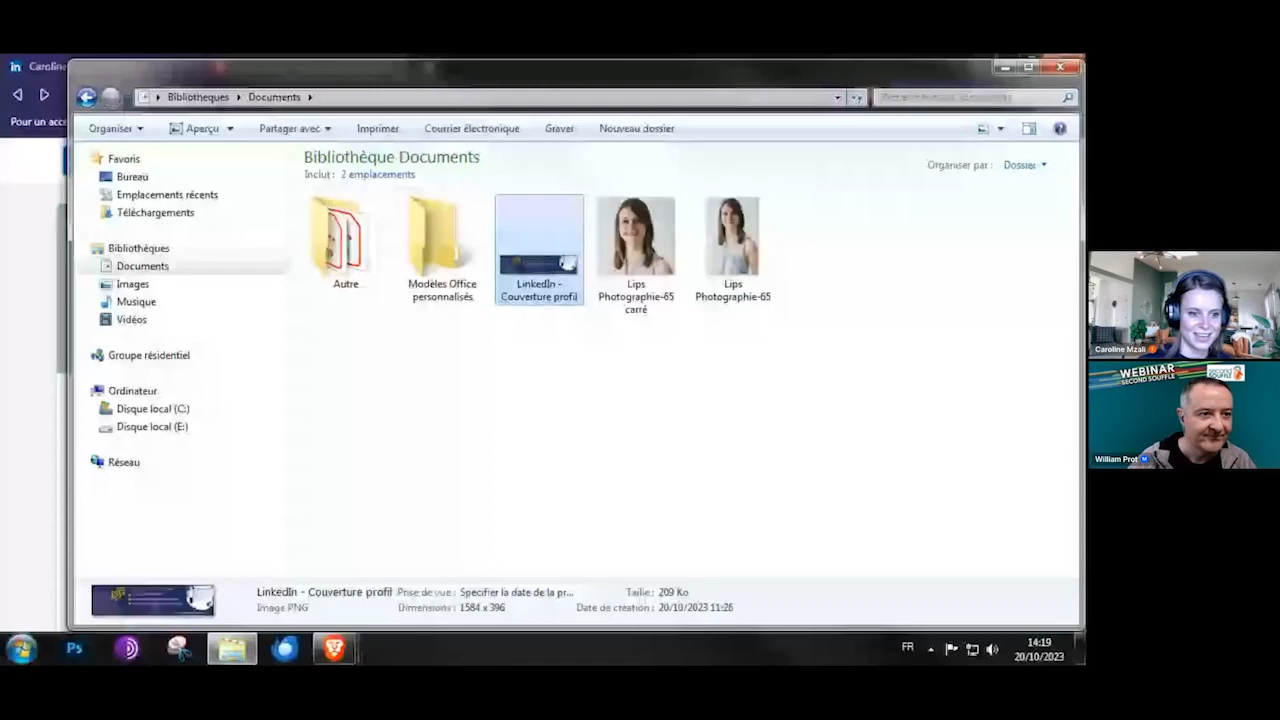 Caroline
Bibliothèques
Documents
Pour un acc
Organiser
Aperçu
Partager avec
Imprimer
Courrier électronique
Graver
Nouveau dossier
Favoris
Bureau
Emplacements récents
Téléchargements
Bibliothèques
Documents
Images
Musique
Vidéos
Groupe résidentiel
Ordinateur
Disque local (C:)
Disque local (E:)
Réseau
Bibliothèque Documents
Inclut : 2 emplacements
Organiser par :
Dossier
Autre
Modèles Office
personnalisés
LinkedIn -
Couverture profil
Lips
Photographie-65
carré
Lips
Photographie-65
Caroline Mzali
WEBINAR
SECOND SOUFFLE
William Prot
LinkedIn - Couverture profil
Prise de vue : Spécifier la date de la pr...
Taille : 209 Ko
Image PNG
Dimensions : 1584 x 396
Date de création : 20/10/2023 11:26
Ps
FR
14:19
20/10/2023